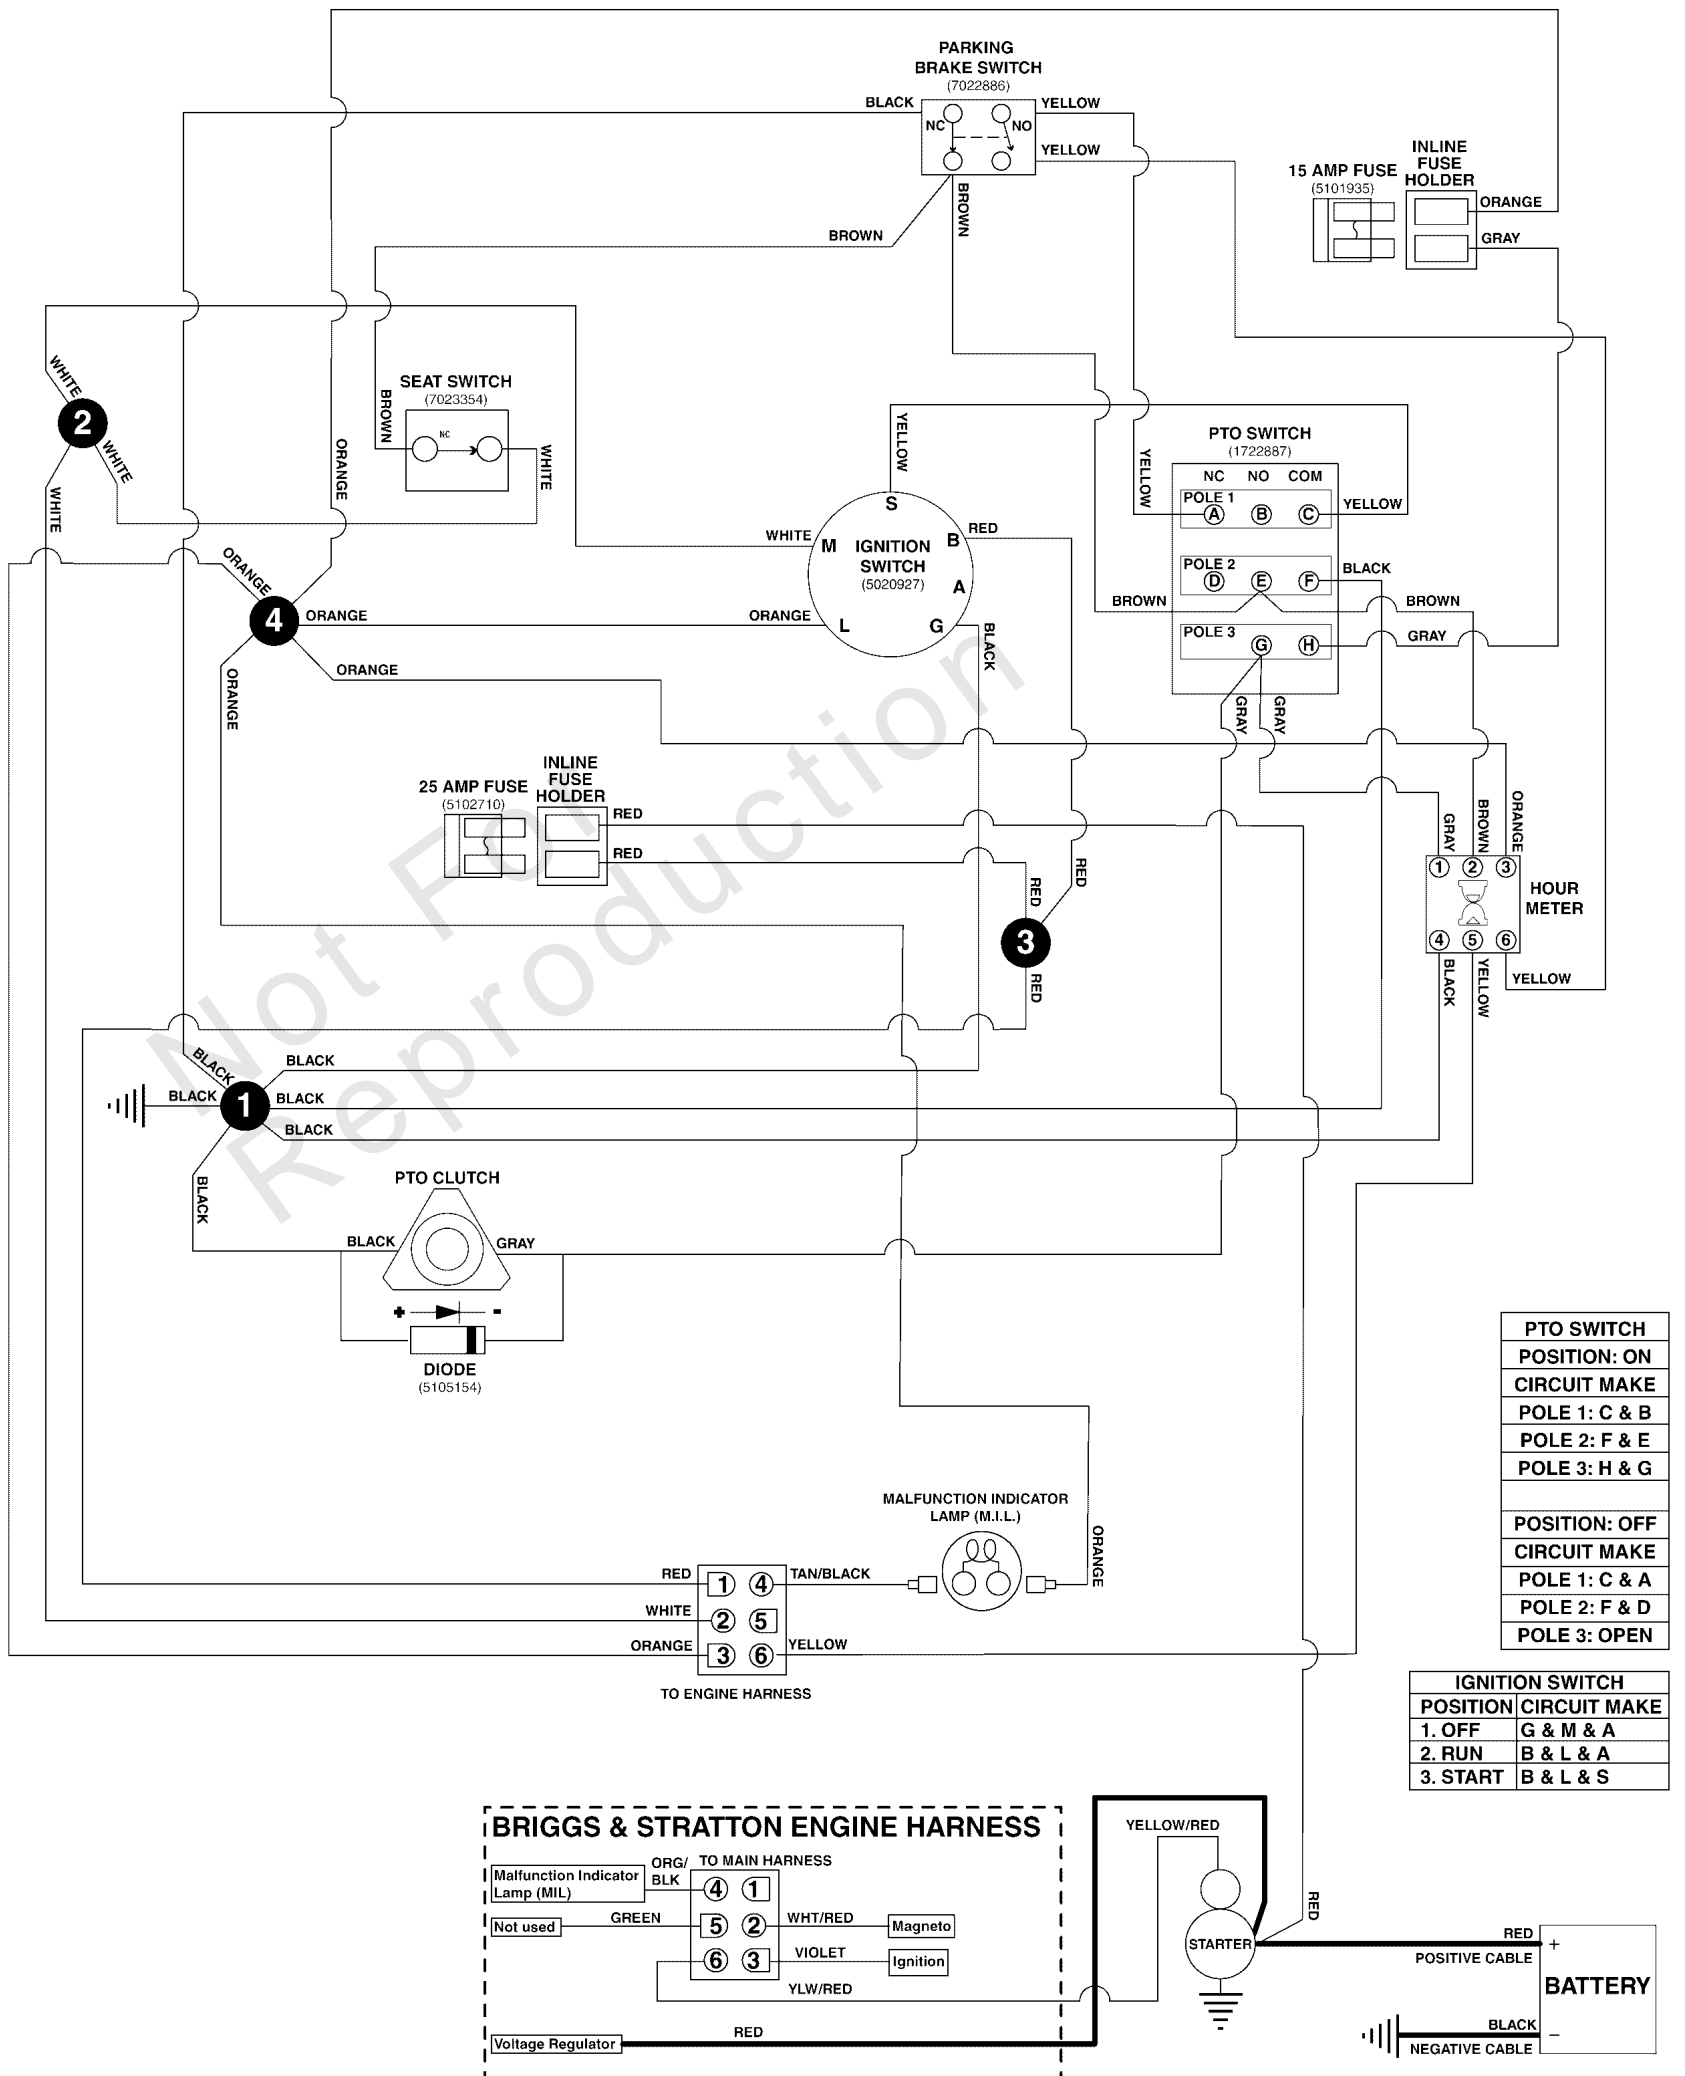 PARKING
BRAKE SWITCH
(7022886)
BLACK
YELLOW
NC
NO
YELLOW
BROWN
BROWN
15 AMP FUSE
(5101935)
INLINE
FUSE
HOLDER
ORANGE
GRAY
WHITE
2
WHITE
WHITE
SEAT SWITCH
(7023354)
BROWN
NC
WHITE
ORANGE
YELLOW
S
M
B
A
L
G
IGNITION
SWITCH
(5020927)
WHITE
RED
ORANGE
BLACK
YELLOW
PTO SWITCH
(1722887)
NC NO COM
POLE 1
A B C
YELLOW
POLE 2
D E F
BLACK
BROWN
BROWN
POLE 3
G H
GRAY
GRAY
GRAY
ORANGE
4
ORANGE
ORANGE
ORANGE
Not For
Reproduction
25 AMP FUSE
(5102710)
INLINE
FUSE
HOLDER
RED
RED
RED
RED
3
RED
GRAY
BROWN
ORANGE
1 2 3
HOUR
METER
4 5 6
BLACK
YELLOW
YELLOW
BLACK
BLACK
BLACK
1
BLACK
BLACK
BLACK
PTO CLUTCH
BLACK
GRAY
+ -
DIODE
(5105154)
PTO SWITCH
POSITION: ON
CIRCUIT MAKE
POLE 1: C & B
POLE 2: F & E
POLE 3: H & G
POSITION: OFF
CIRCUIT MAKE
POLE 1: C & A
POLE 2: F & D
POLE 3: OPEN
MALFUNCTION INDICATOR
LAMP (M.I.L.)
ORANGE
RED
1 4
TAN/BLACK
WHITE
2 5
ORANGE
3 6
YELLOW
TO ENGINE HARNESS
IGNITION SWITCH
POSITION CIRCUIT MAKE
1. OFF G & M & A
2. RUN B & L & A
3. START B & L & S
BRIGGS & STRATTON ENGINE HARNESS
Malfunction Indicator
Lamp (MIL)
ORG/
BLK
TO MAIN HARNESS
4 1
Not used
GREEN
5 2
WHT/RED
Magneto
6 3
VIOLET
Ignition
YLW/RED
Voltage Regulator
RED
YELLOW/RED
STARTER
RED
RED
POSITIVE CABLE
+
BATTERY
BLACK
−
NEGATIVE CABLE